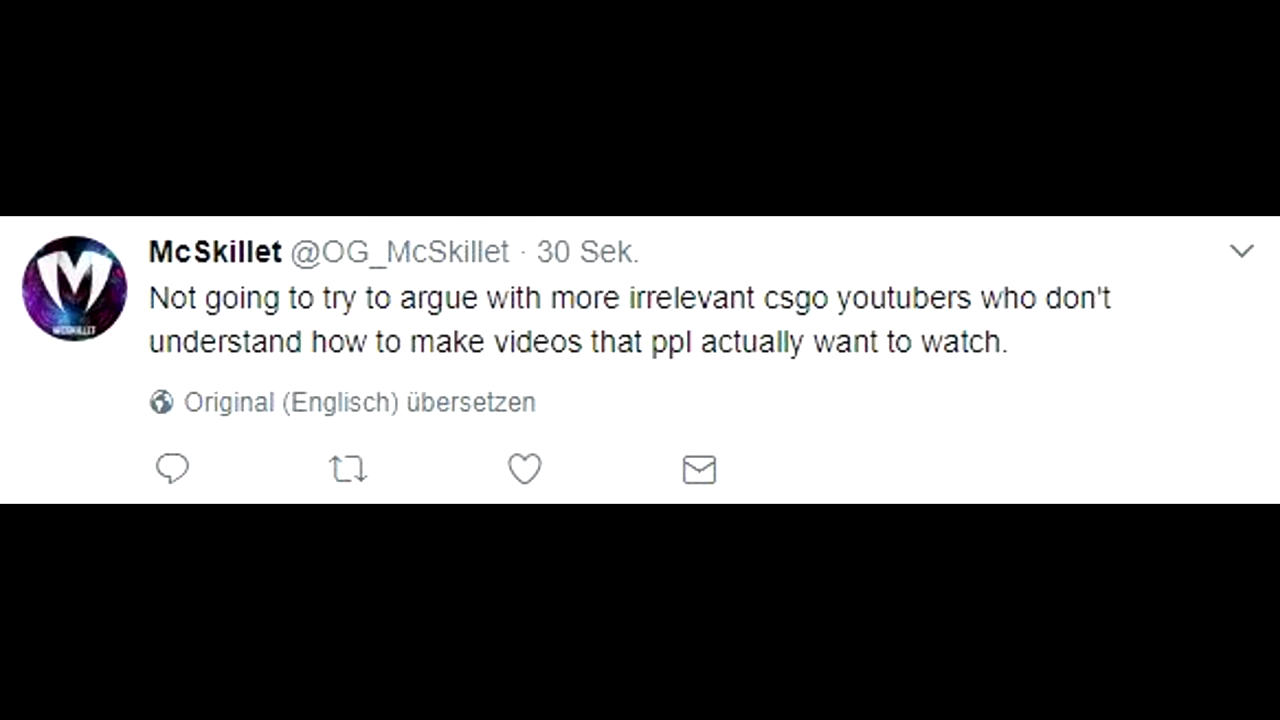 McSkillet @OG_McSkillet · 30 Sek.
Not going to try to argue with more irrelevant csgo youtubers who don't
understand how to make videos that ppl actually want to watch.
Original (Englisch) übersetzen
MCSKILLET